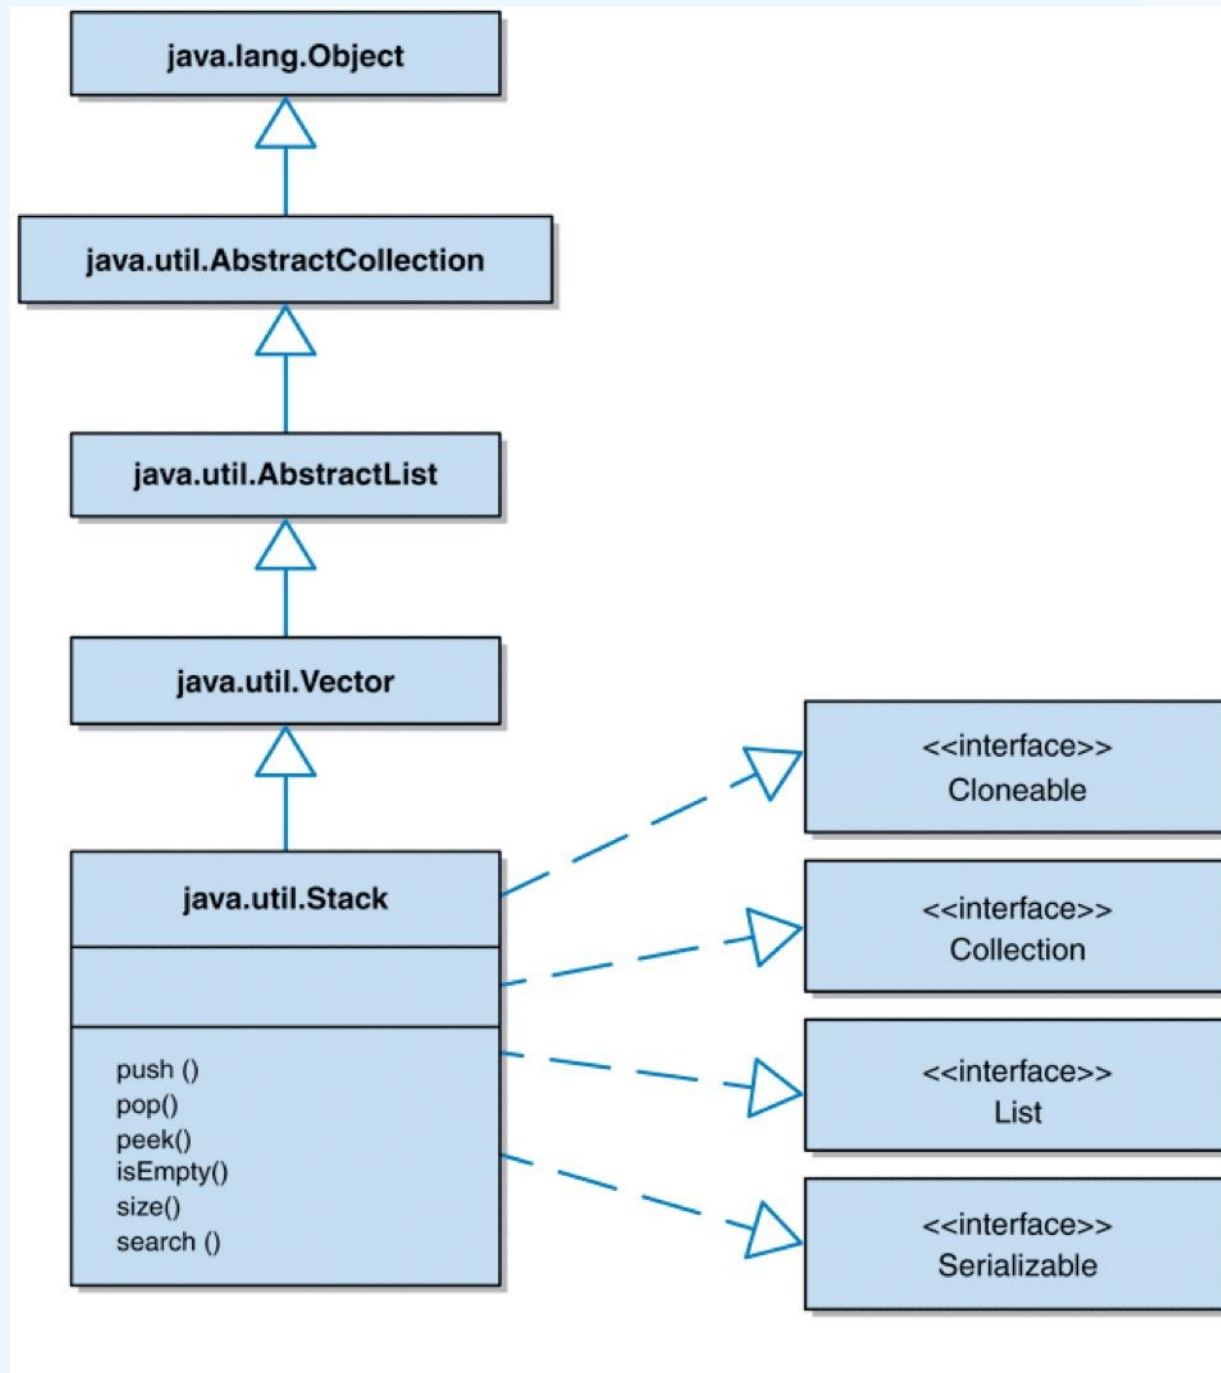 java.lang.Object
java.util.AbstractCollection
java.util.AbstractList
java.util.Vector
java.util.Stack
push ()
pop()
peek()
isEmpty()
size()
search ()
<<interface>>
Cloneable
<<interface>>
Collection
<<interface>>
List
<<interface>>
Serializable